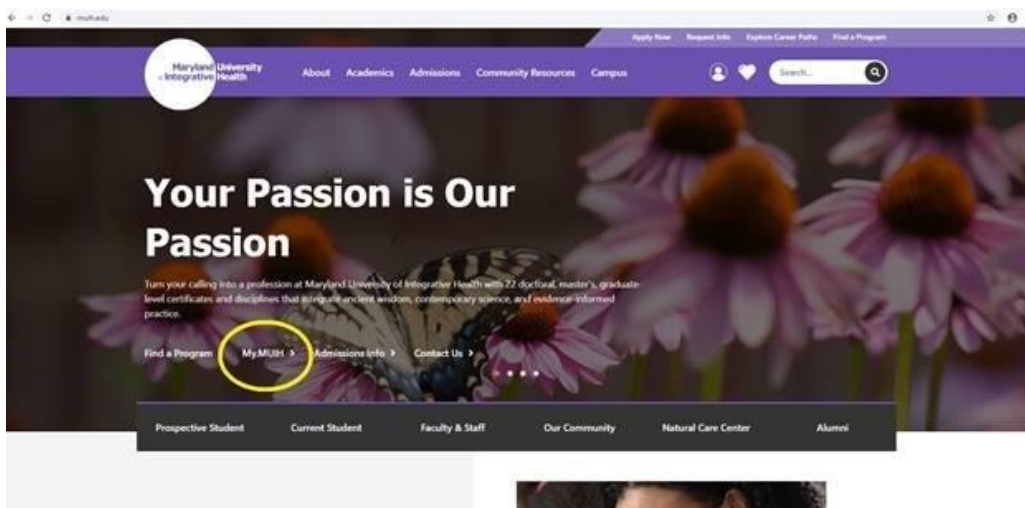 muih.edu
Apply Now Request Info Explore Career Paths Find a Program
Maryland University
of Integrative Health
About Academics Admissions Community Resources Campus
Search...
Your Passion is Our
Passion
Turn your calling into a profession at Maryland University of Integrative Health with 22 doctoral, master's, graduate-
level certificates and disciplines that integrate ancient wisdom, contemporary science, and evidence-informed
practice.
Find a Program My.MUIH Admissions Info Contact Us
Prospective Student Current Student Faculty & Staff Our Community Natural Care Center Alumni